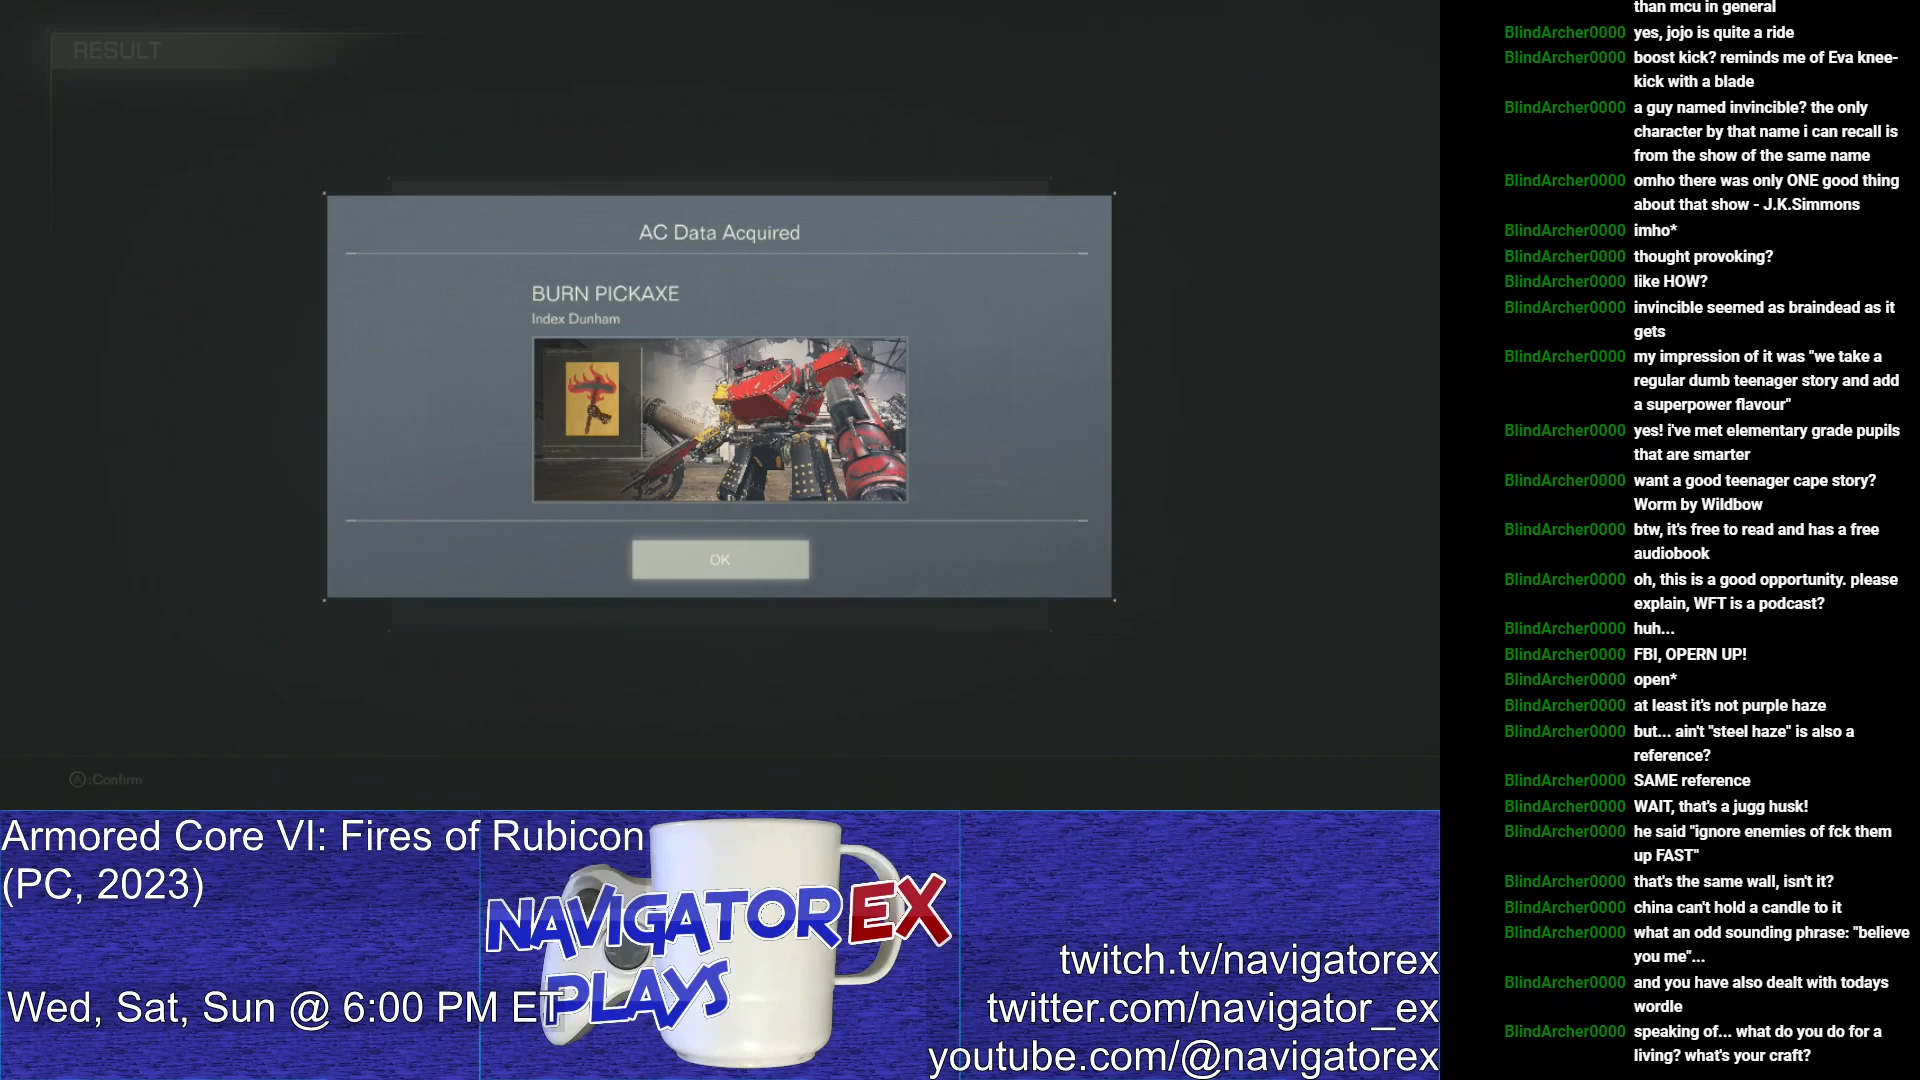 RESULT
AC Data Acquired
BURN PICKAXE
Index Dunham
OK
A :Confirm
Armored Core VI: Fires of Rubicon
(PC, 2023)
Wed, Sat, Sun @ 6:00 PM ET
NAVIGATOR EX
PLAYS
twitch.tv/navigatorex
twitter.com/navigator_ex
youtube.com/@navigatorex
than mcu in general
BlindArcher0000 yes, jojo is quite a ride
BlindArcher0000 boost kick? reminds me of Eva knee-
kick with a blade
BlindArcher0000 a guy named invincible? the only
character by that name i can recall is
from the show of the same name
BlindArcher0000 omho there was only ONE good thing
about that show - J.K.Simmons
BlindArcher0000 imho*
BlindArcher0000 thought provoking?
BlindArcher0000 like HOW?
BlindArcher0000 invincible seemed as braindead as it
gets
BlindArcher0000 my impression of it was "we take a
regular dumb teenager story and add
a superpower flavour"
BlindArcher0000 yes! i've met elementary grade pupils
that are smarter
BlindArcher0000 want a good teenager cape story?
Worm by Wildbow
BlindArcher0000 btw, it's free to read and has a free
audiobook
BlindArcher0000 oh, this is a good opportunity. please
explain, WFT is a podcast?
BlindArcher0000 huh...
BlindArcher0000 FBI, OPERN UP!
BlindArcher0000 open*
BlindArcher0000 at least it's not purple haze
BlindArcher0000 but... ain't "steel haze" is also a
reference?
BlindArcher0000 SAME reference
BlindArcher0000 WAIT, that's a jugg husk!
BlindArcher0000 he said "ignore enemies of fck them
up FAST"
BlindArcher0000 that's the same wall, isn't it?
BlindArcher0000 china can't hold a candle to it
BlindArcher0000 what an odd sounding phrase: "believe
you me"...
BlindArcher0000 and you have also dealt with todays
wordle
BlindArcher0000 speaking of... what do you do for a
living? what's your craft?